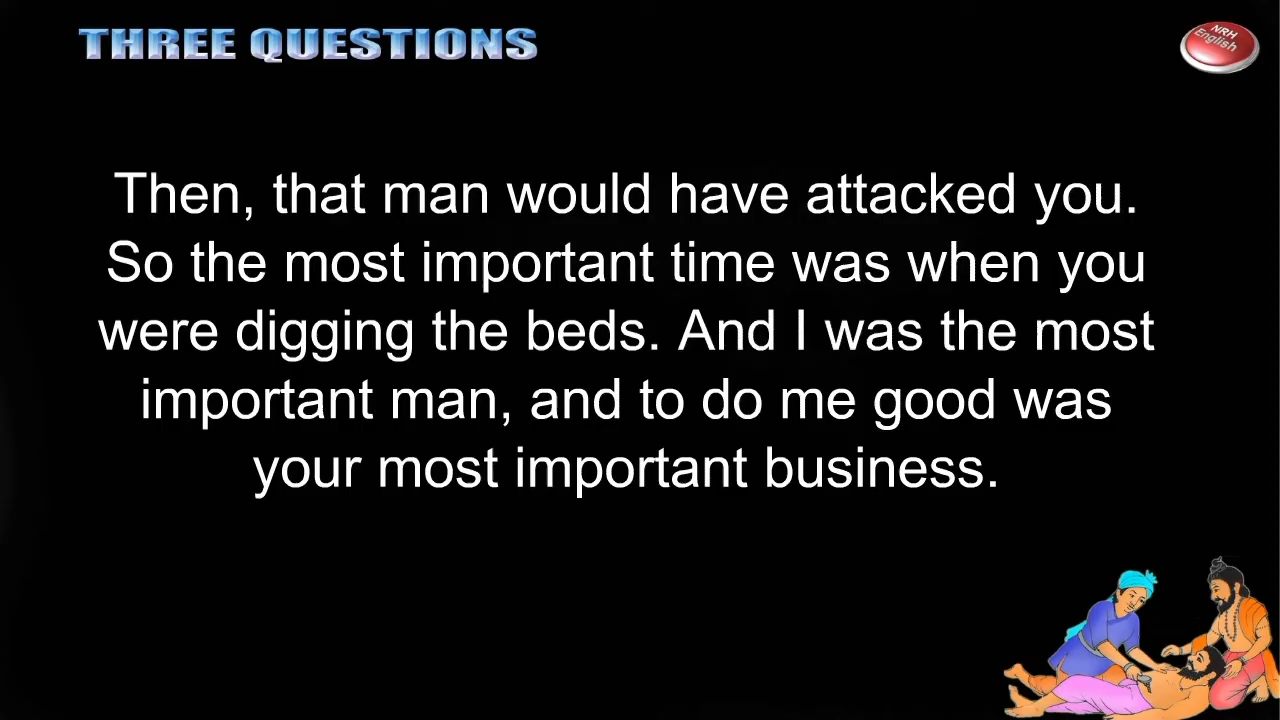 THREE QUESTIONS
NRH
English
Then, that man would have attacked you.
So the most important time was when you
were digging the beds. And I was the most
important man, and to do me good was
your most important business.